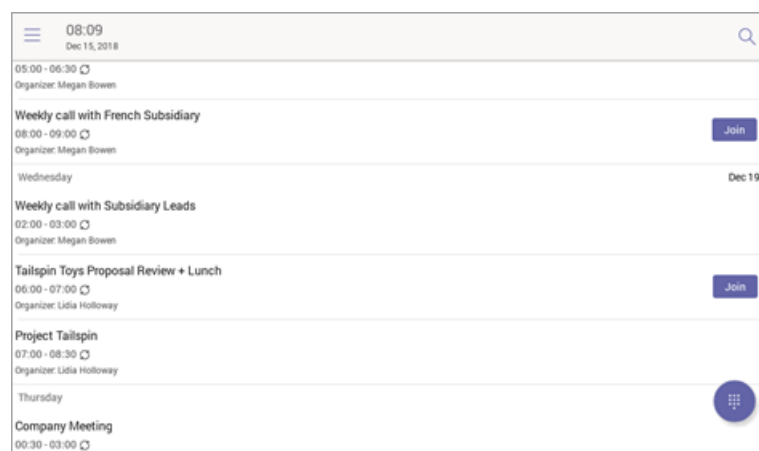 08:09
Dec 15, 2018
05:00 - 06:30
Organizer: Megan Bowen
Weekly call with French Subsidiary
08:00 - 09:00
Organizer: Megan Bowen
Join
Wednesday
Dec 19
Weekly call with Subsidiary Leads
02:00 - 03:00
Organizer: Megan Bowen
Tailspin Toys Proposal Review + Lunch
06:00 - 07:00
Organizer: Lidia Holloway
Join
Project Tailspin
07:00 - 08:30
Organizer: Lidia Holloway
Thursday
Company Meeting
00:30 - 03:00